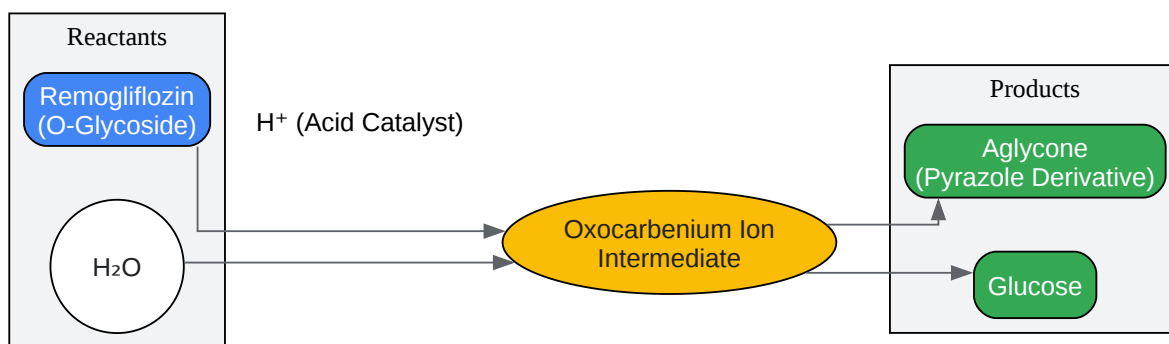 Reactants
Remogliflozin
(O-Glycoside)
H₂O
H⁺ (Acid Catalyst)
Oxocarbenium Ion
Intermediate
Products
Aglycone
(Pyrazole Derivative)
Glucose